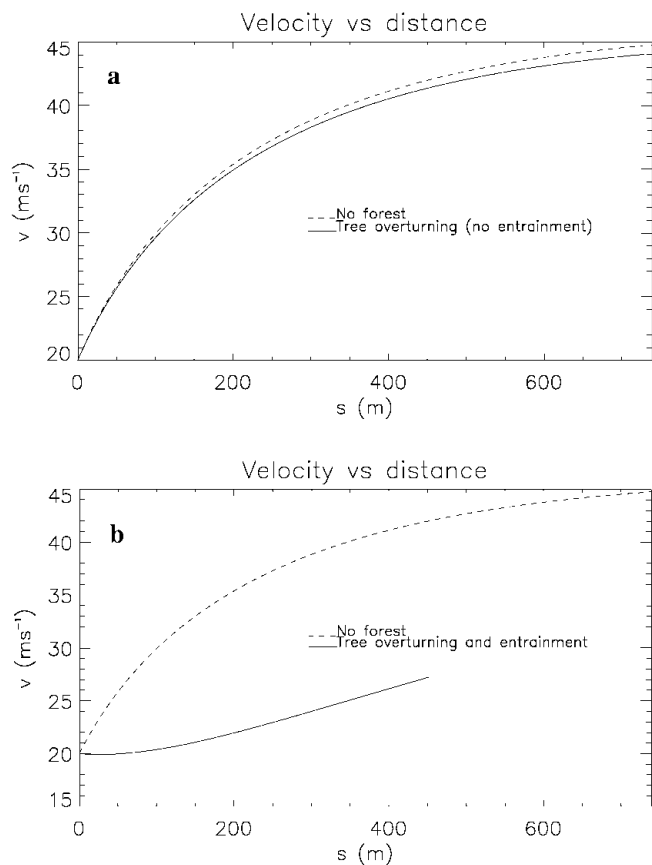 Velocity vs distance
45
a
40
35
30
25
20
v (ms⁻¹)
No forest
Tree overturning (no entrainment)
0 200 400 600
s (m)
Velocity vs distance
45
b
40
35
30
25
20
15
v (ms⁻¹)
No forest
Tree overturning and entrainment
0 200 400 600
s (m)